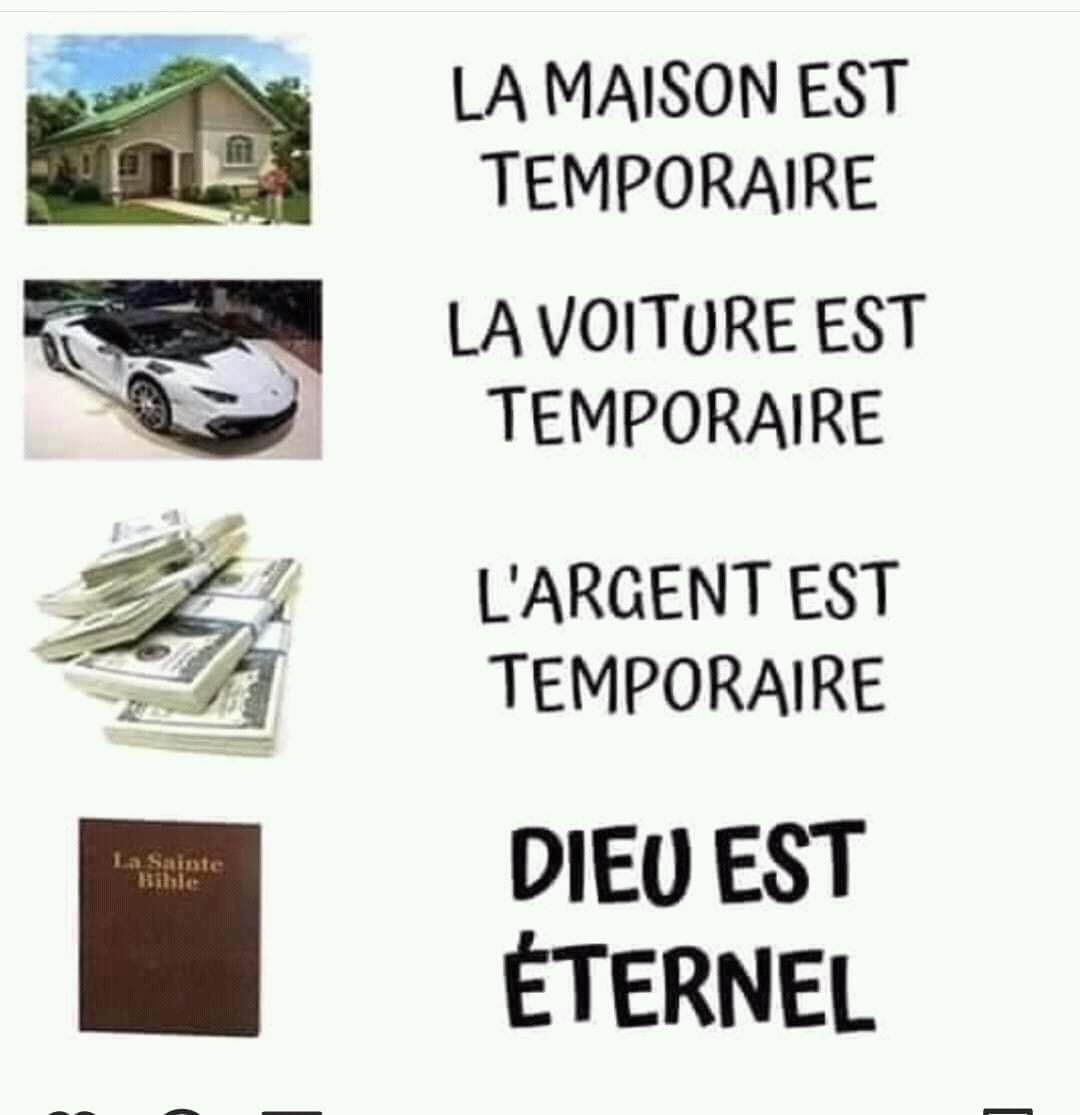 LA MAISON EST
TEMPORAIRE
LA VOITURE EST
TEMPORAIRE
L'ARGENT EST
TEMPORAIRE
La Sainte
Bible
DIEU EST
ÉTERNEL